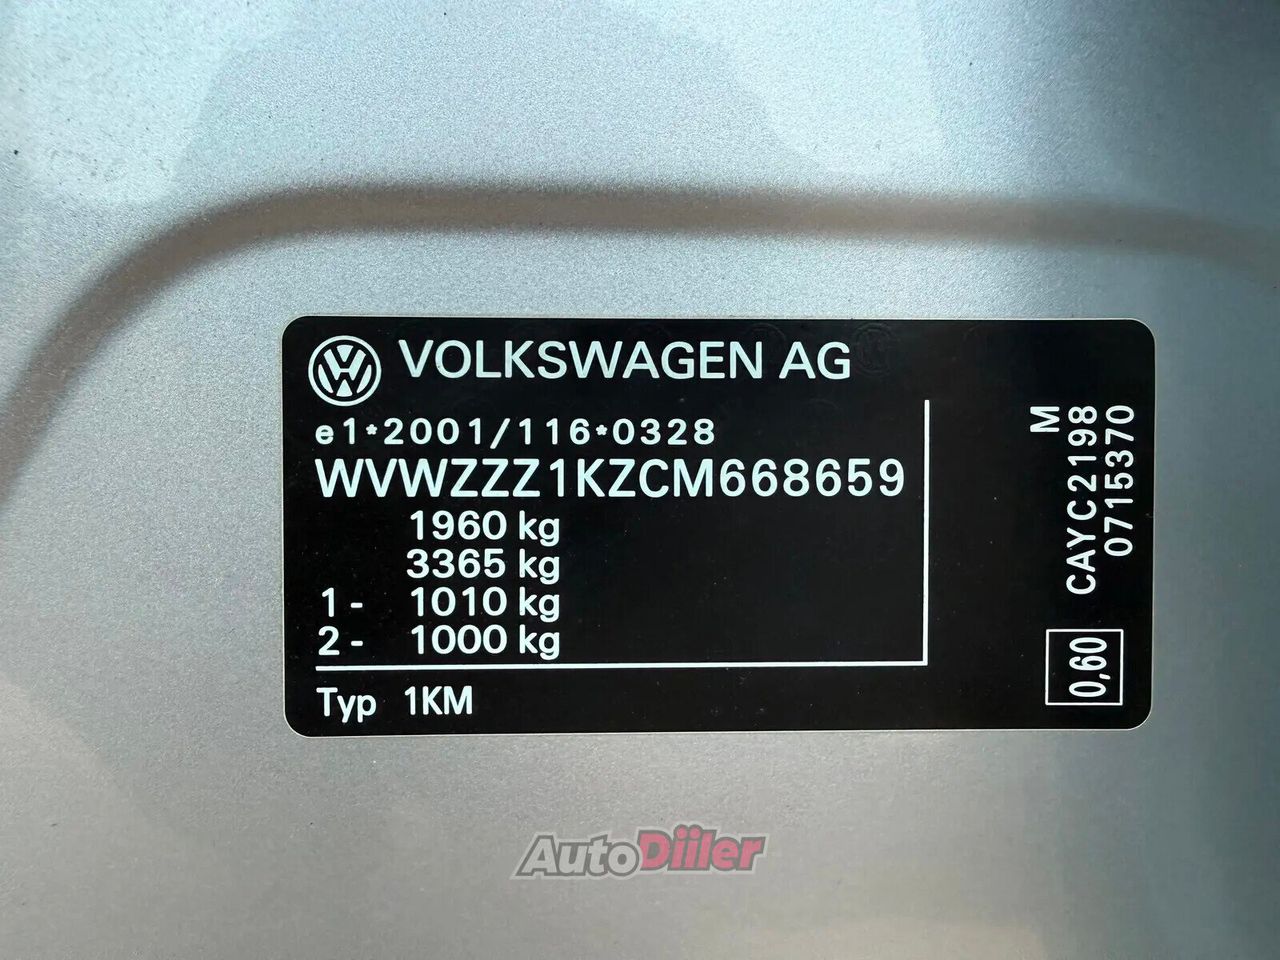 VOLKSWAGEN AG
e1*2001/116*0328
WVWZZZ1KZCM668659
1960 kg
3365 kg
1- 1010 kg
2- 1000 kg
Typ 1KM
M
CAYC2198
0715370
0,60
AutoDiiler